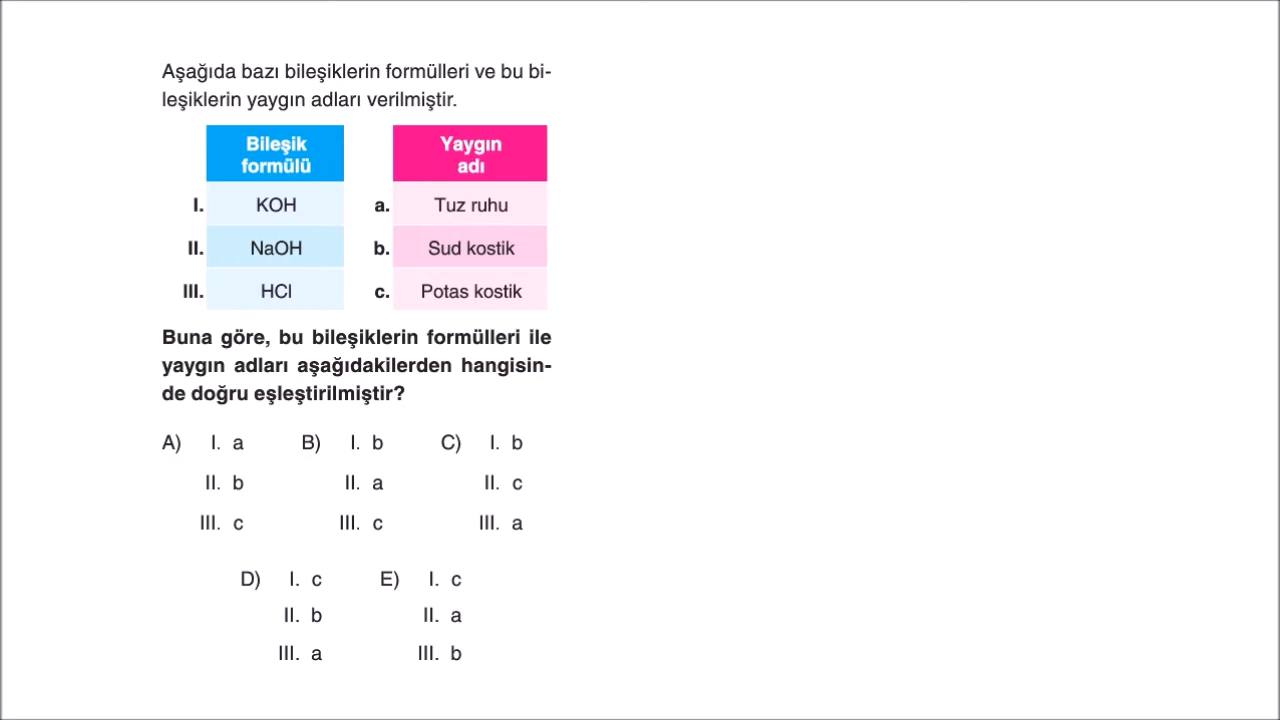 Aşağıda bazı bileşiklerin formülleri ve bu bi-
leşiklerin yaygın adları verilmiştir.
Bileşik Yaygın
formülü adı
I. KOH a. Tuz ruhu
II. NaOH b. Sud kostik
III. HCl c. Potas kostik
Buna göre, bu bileşiklerin formülleri ile
yaygın adları aşağıdakilerden hangisin-
de doğru eşleştirilmiştir?
A) I. a B) I. b C) I. b
II. b II. a II. c
III. c III. c III. a
D) I. c E) I. c
II. b II. a
III. a III. b